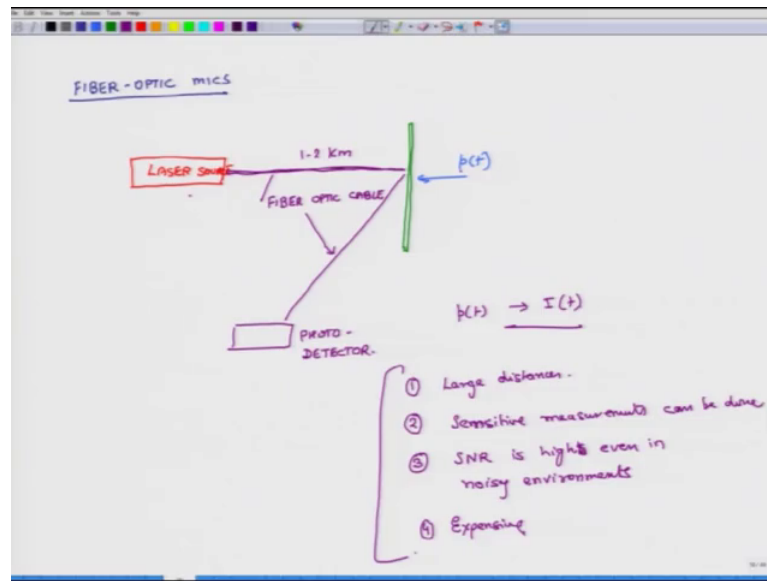 FIBER-OPTIC MICS
1-2 Km
LASER SOURCE
p(t)
FIBER OPTIC CABLE
p(t) → I(t)
PHOTO-
DETECTOR.
① Large distances.
② Sensitive measurements can be done
③ SNR is high even in
noisy environments
④ Expensive